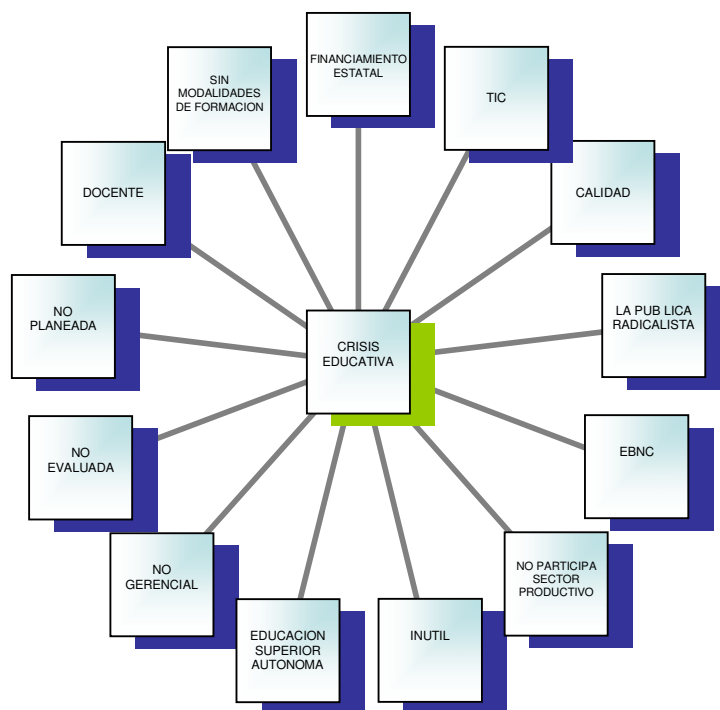 FINANCIAMIENTO
ESTATAL
TIC
CALIDAD
LA PUB LICA
RADICALISTA
EBNC
NO PARTICIPA
SECTOR
PRODUCTIVO
INUTIL
EDUCACION
SUPERIOR
AUTONOMA
NO
GERENCIAL
NO
EVALUADA
NO
PLANEADA
DOCENTE
SIN
MODALIDADES
DE FORMACION
CRISIS
EDUCATIVA